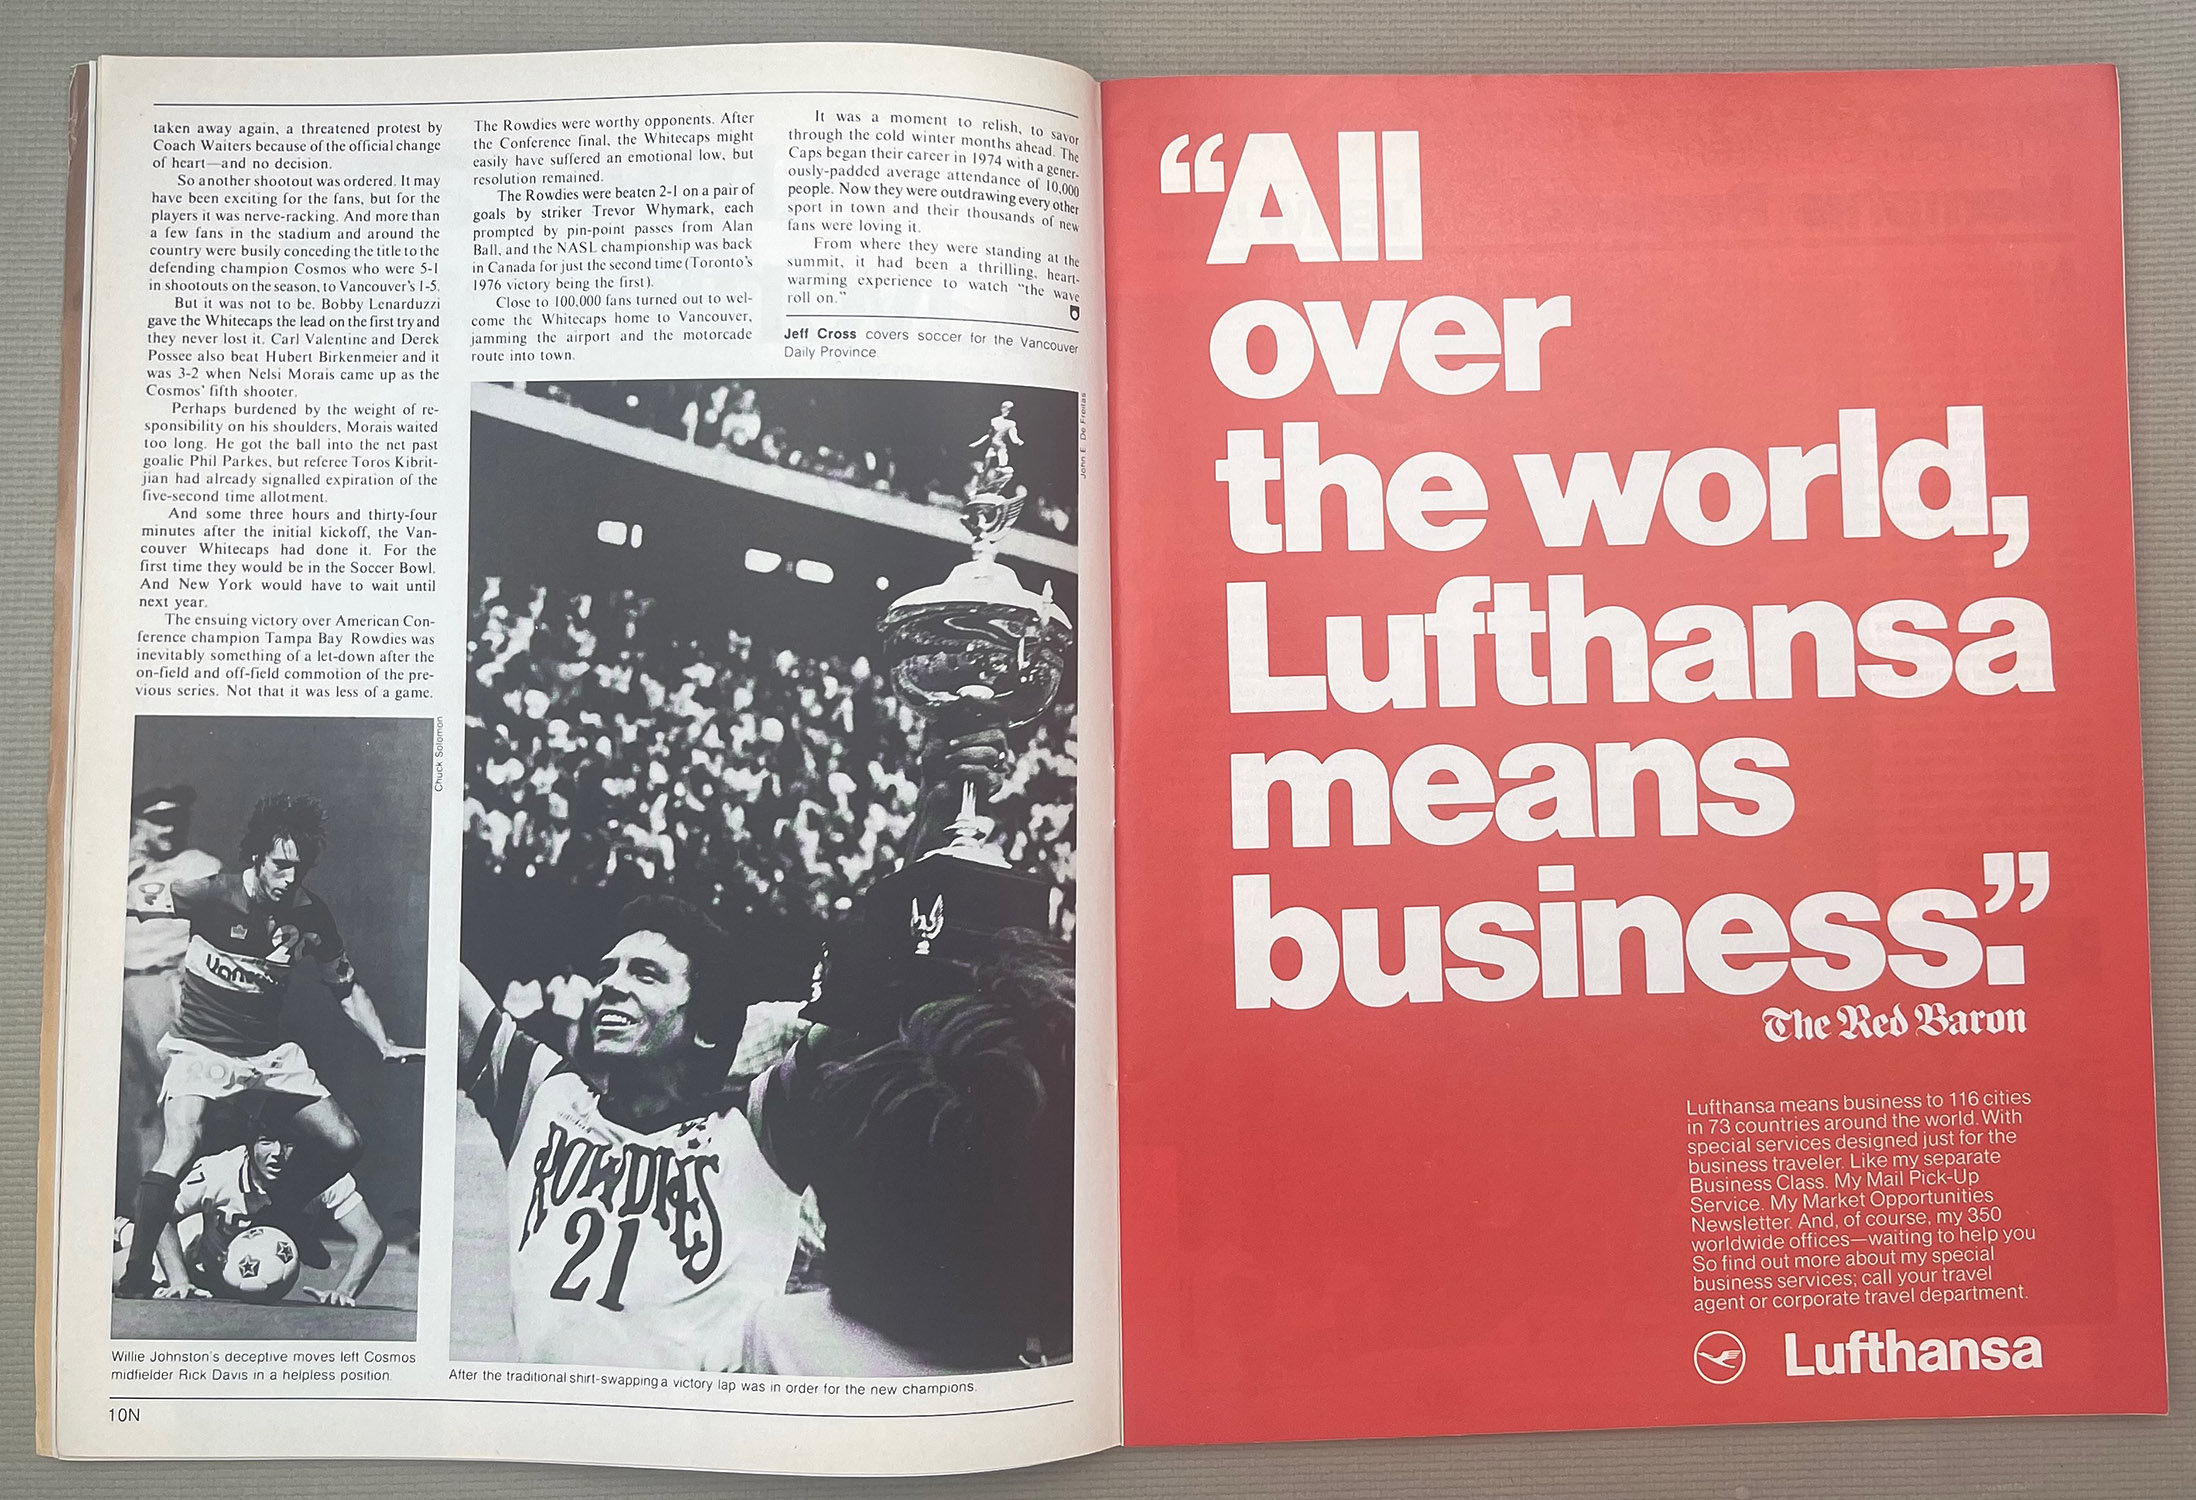 taken away again, a threatened protest by
Coach Waiters because of the official change
of heart—and no decision.
So another shootout was ordered. It may
have been exciting for the fans, but for the
players it was nerve-racking. And more than
a few fans in the stadium and around the
country were busily conceding the title to the
defending champion Cosmos who were 5-1
in shootouts on the season, to Vancouver's 1-5.
But it was not to be. Bobby Lenarduzzi
gave the Whitecaps the lead on the first try and
they never lost it. Carl Valentine and Derek
Possee also beat Hubert Birkenmeier and it
was 3-2 when Nelsi Morais came up as the
Cosmos' fifth shooter.
Perhaps burdened by the weight of re-
sponsibility on his shoulders, Morais waited
too long. He got the ball into the net past
goalie Phil Parkes, but referee Toros Kibrit-
jian had already signalled expiration of the
five-second time allotment.
And some three hours and thirty-four
minutes after the initial kickoff, the Van-
couver Whitecaps had done it. For the
first time they would be in the Soccer Bowl.
And New York would have to wait until
next year.
The ensuing victory over American Con-
ference champion Tampa Bay Rowdies was
inevitably something of a let-down after the
on-field and off-field commotion of the pre-
vious series. Not that it was less of a game.
The Rowdies were worthy opponents. After
the Conference final, the Whitecaps might
easily have suffered an emotional low, but
resolution remained.
The Rowdies were beaten 2-1 on a pair of
goals by striker Trevor Whymark, each
prompted by pin-point passes from Alan
Ball, and the NASL championship was back
in Canada for just the second time (Toronto's
1976 victory being the first).
Close to 100,000 fans turned out to wel-
come the Whitecaps home to Vancouver,
jamming the airport and the motorcade
route into town.
It was a moment to relish, to savor
through the cold winter months ahead. The
Caps began their career in 1974 with a gener-
ously-padded average attendance of 10,000
people. Now they were outdrawing every other
sport in town and their thousands of new
fans were loving it.
From where they were standing at the
summit, it had been a thrilling, heart-
warming experience to watch "the wave
roll on."
Jeff Cross covers soccer for the Vancouver
Daily Province
Chuck Solomon
John E. De Freitas
ROWDIES
21
Willie Johnston's deceptive moves left Cosmos
midfielder Rick Davis in a helpless position.
After the traditional shirt-swapping a victory lap was in order for the new champions.
10N
“All
over
the world,
Lufthansa
means
business.”
The Red Baron
Lufthansa means business to 116 cities
in 73 countries around the world. With
special services designed just for the
business traveler. Like my separate
Business Class. My Mail Pick-Up
Service. My Market Opportunities
Newsletter. And, of course, my 350
worldwide offices—waiting to help you
So find out more about my special
business services; call your travel
agent or corporate travel department.
Lufthansa